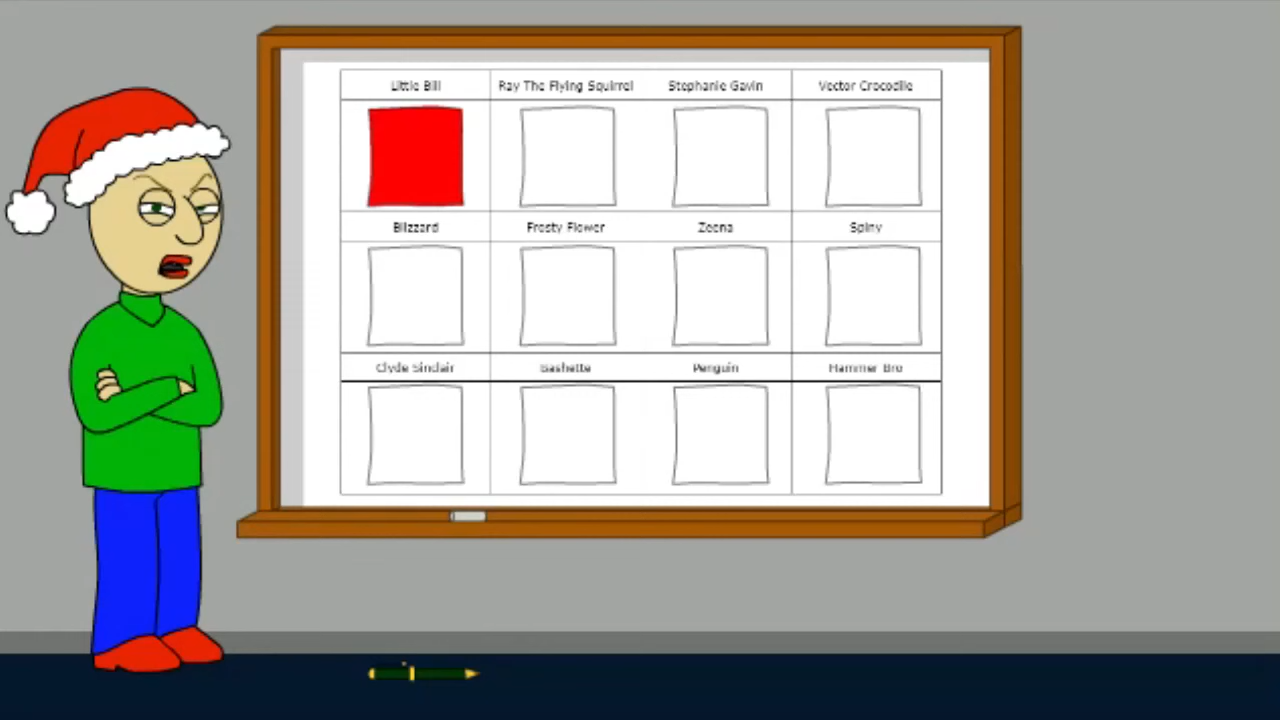 Little Bill
Ray The Flying Squirrel
Stephanie Gavin
Vector Crocodile
Blizzard
Frosty Flower
Zeena
Spiny
Clyde Sinclair
Bashette
Penguin
Hammer Bro